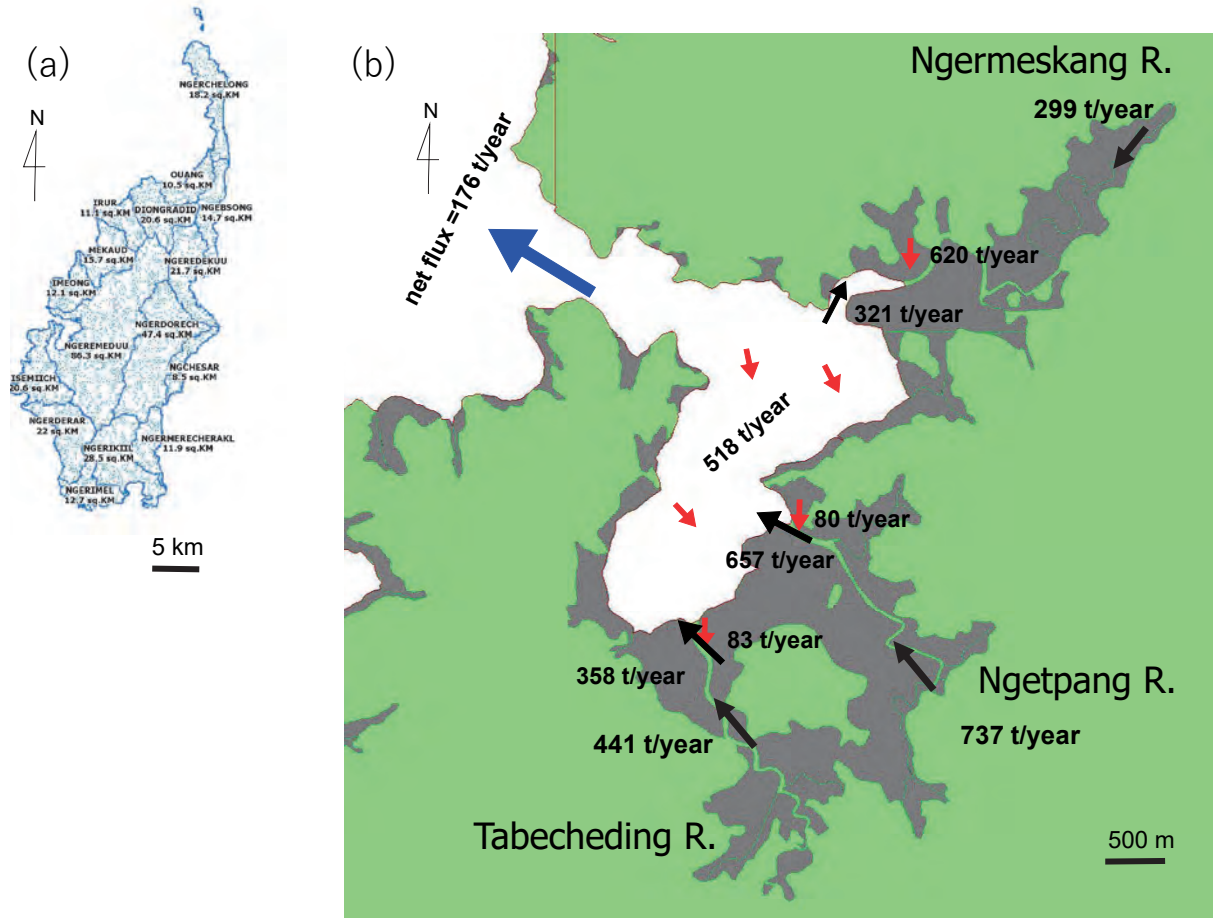 (a)
N
NGERCHELONG
18.2 sq.KM
OUANG
10.5 sq.KM
IRUR
11.1 sq.KM
DIONGRADID
20.6 sq.KM
NGEBSONG
14.7 sq.KM
MEKAUD
15.7 sq.KM
NGEREDEKUU
21.7 sq.KM
IMEONG
12.1 sq.KM
NGERDORECH
47.4 sq.KM
NGEREMEDUU
86.3 sq.KM
NGCHESAR
8.5 sq.KM
ISEMIICH
20.6 sq.KM
NGERDERAR
22 sq.KM
NGERMERECHERAKL
11.9 sq.KM
NGERIKIIL
28.5 sq.KM
NGERIMEL
12.7 sq.KM
5 km
(b)
N
Ngermeskang R.
299 t/year
net flux =176 t/year
620 t/year
321 t/year
518 t/year
80 t/year
657 t/year
83 t/year
358 t/year
Ngetpang R.
737 t/year
441 t/year
Tabecheding R.
500 m